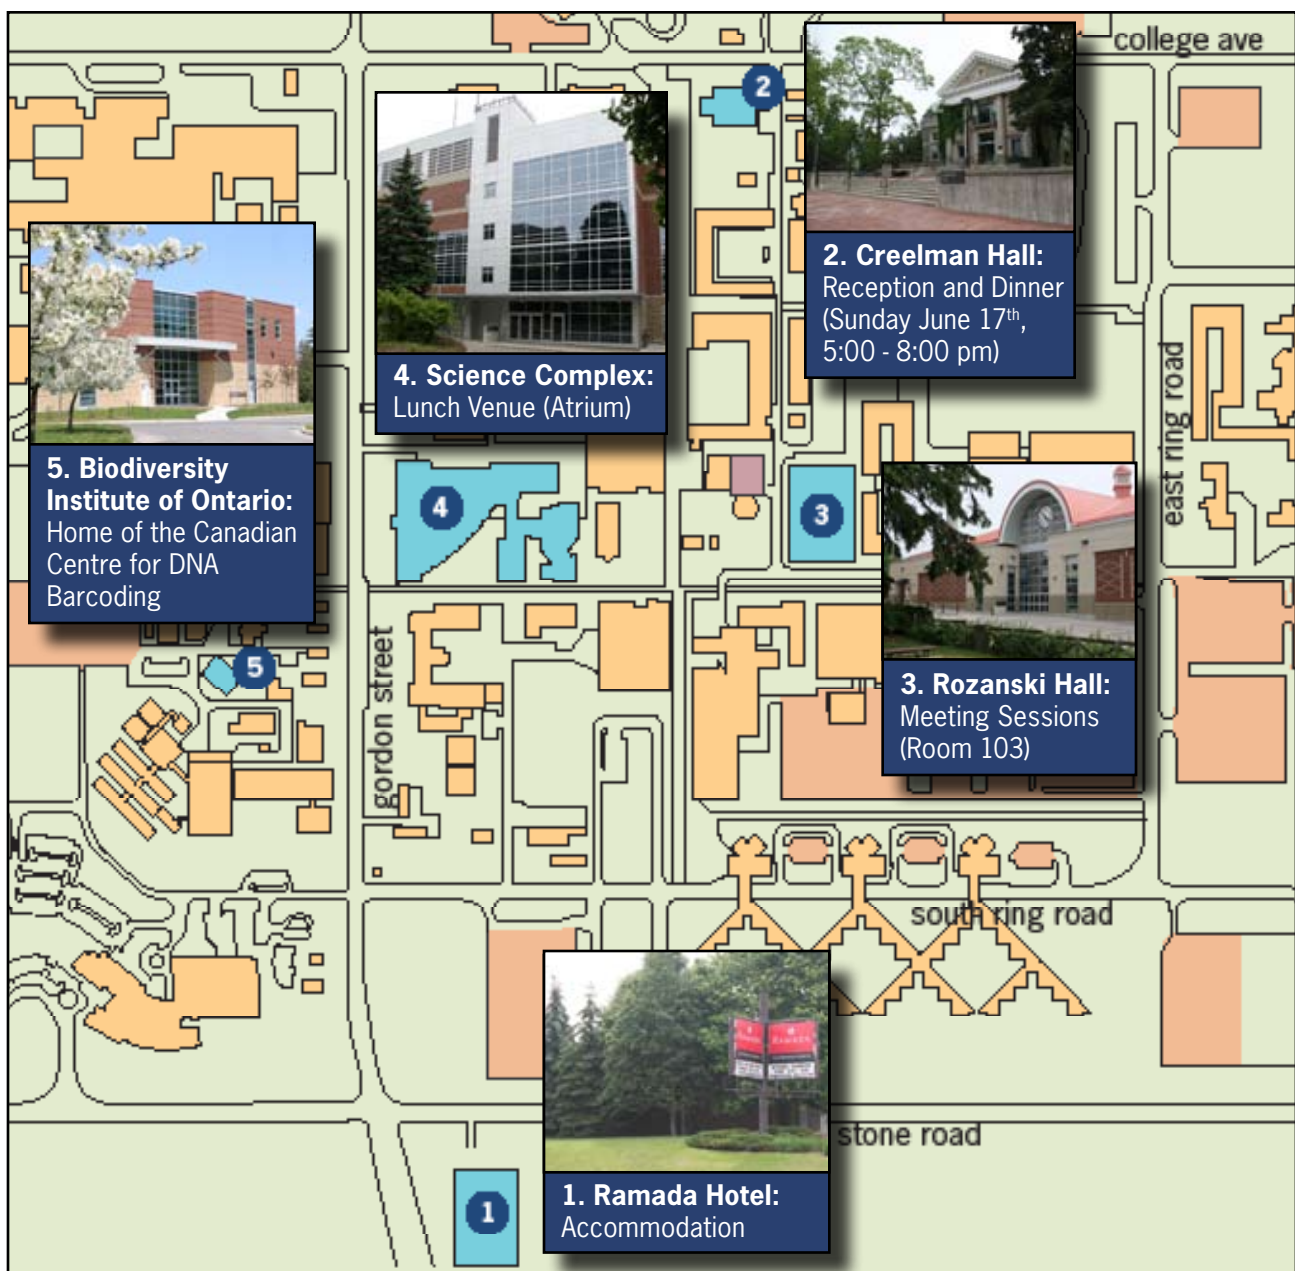 college ave
2
2. Creelman Hall:
Reception and Dinner
(Sunday June 17th,
5:00 - 8:00 pm)
4. Science Complex:
Lunch Venue (Atrium)
5. Biodiversity
Institute of Ontario:
Home of the Canadian
Centre for DNA
Barcoding
4
3
east ring road
3. Rozanski Hall:
Meeting Sessions
(Room 103)
5
gordon street
south ring road
RAMADA
stone road
1. Ramada Hotel:
Accommodation
1